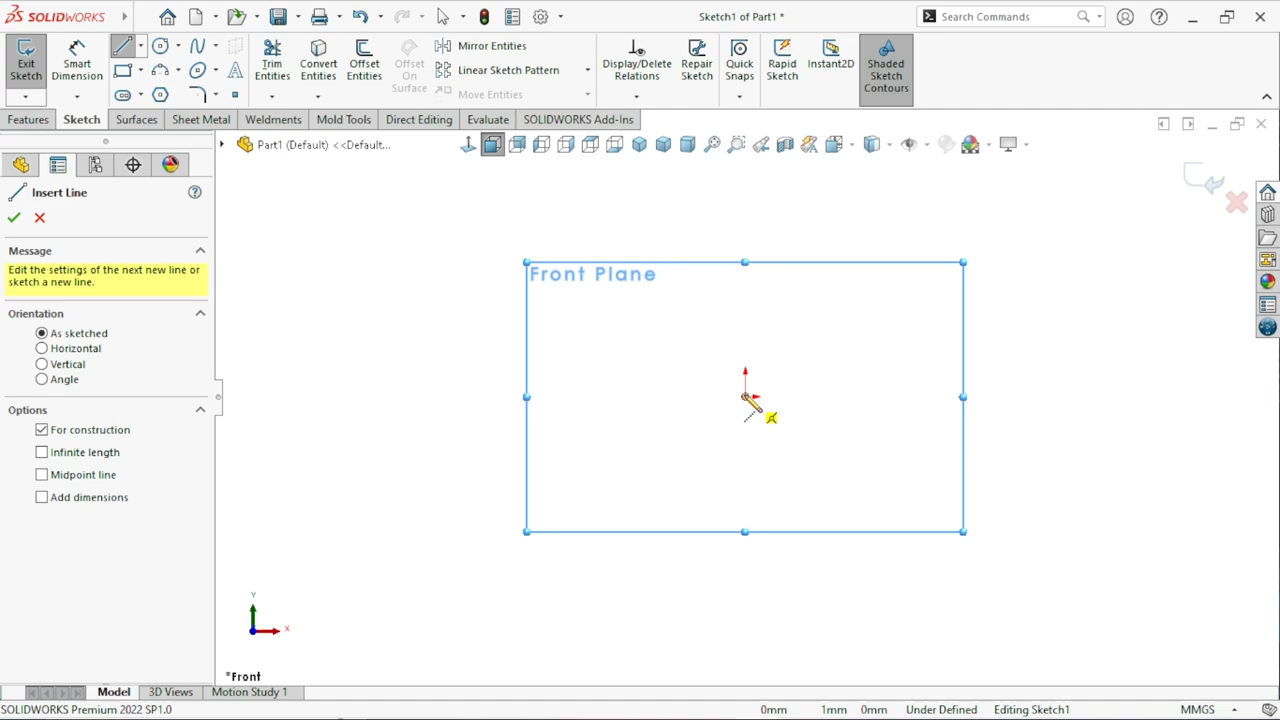 SOLIDWORKS
Sketch1 of Part1 *
Search Commands
Exit Sketch
Smart Dimension
Trim Entities
Convert Entities
Offset Entities
Offset On Surface
Mirror Entities
Linear Sketch Pattern
Move Entities
Display/Delete Relations
Repair Sketch
Quick Snaps
Rapid Sketch
Instant2D
Shaded Sketch Contours
Features
Sketch
Surfaces
Sheet Metal
Weldments
Mold Tools
Direct Editing
Evaluate
SOLIDWORKS Add-Ins
Part1 (Default) <<Default...
Insert Line
Message
Edit the settings of the next new line or
sketch a new line.
Orientation
As sketched
Horizontal
Vertical
Angle
Options
For construction
Infinite length
Midpoint line
Add dimensions
Front Plane
Y
X
*Front
Model
3D Views
Motion Study 1
SOLIDWORKS Premium 2022 SP1.0
0mm
1mm
0mm
Under Defined
Editing Sketch1
MMGS